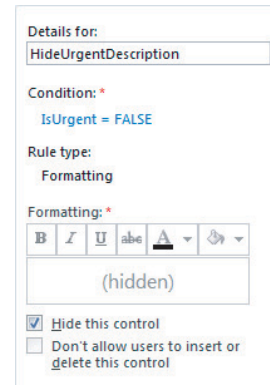 Details for:
HideUrgentDescription
Condition: *
IsUrgent = FALSE
Rule type:
Formatting
Formatting: *
B I U abc A
(hidden)
Hide this control
Don't allow users to insert or
delete this control